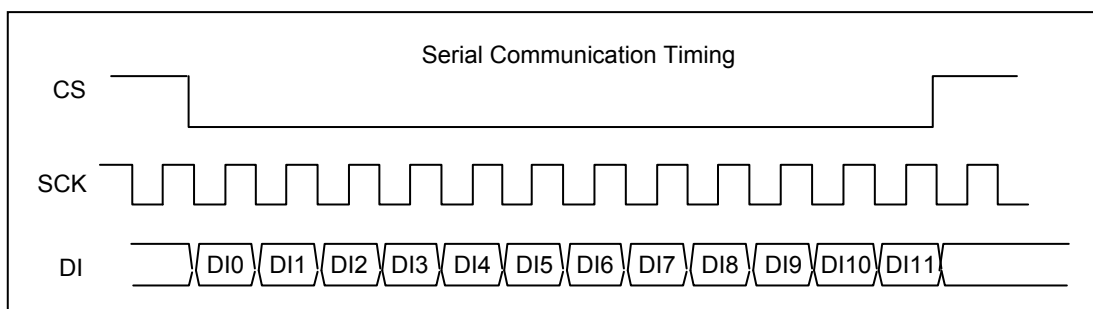 Serial Communication Timing
CS
SCK
DI DI0 DI1 DI2 DI3 DI4 DI5 DI6 DI7 DI8 DI9 DI10 DI11